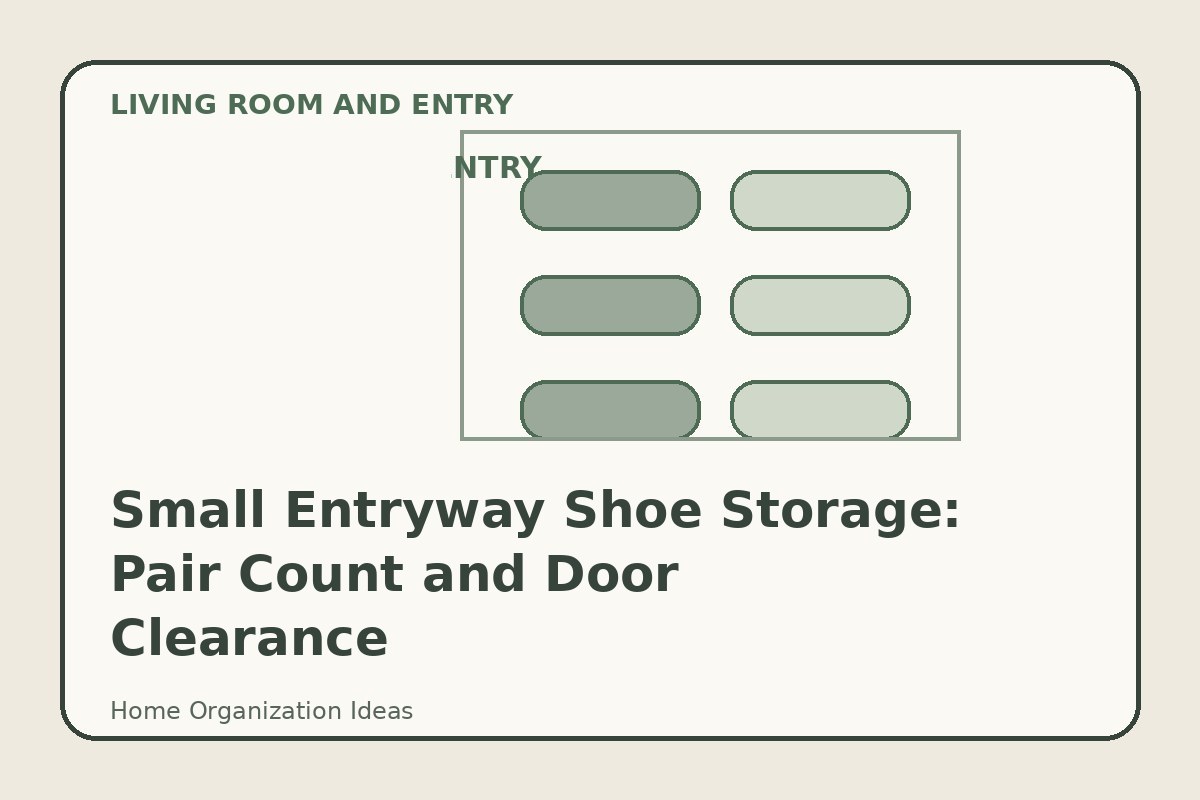 LIVING ROOM AND ENTRY
NTRY
Small Entryway Shoe Storage:
Pair Count and Door
Clearance
Home Organization Ideas